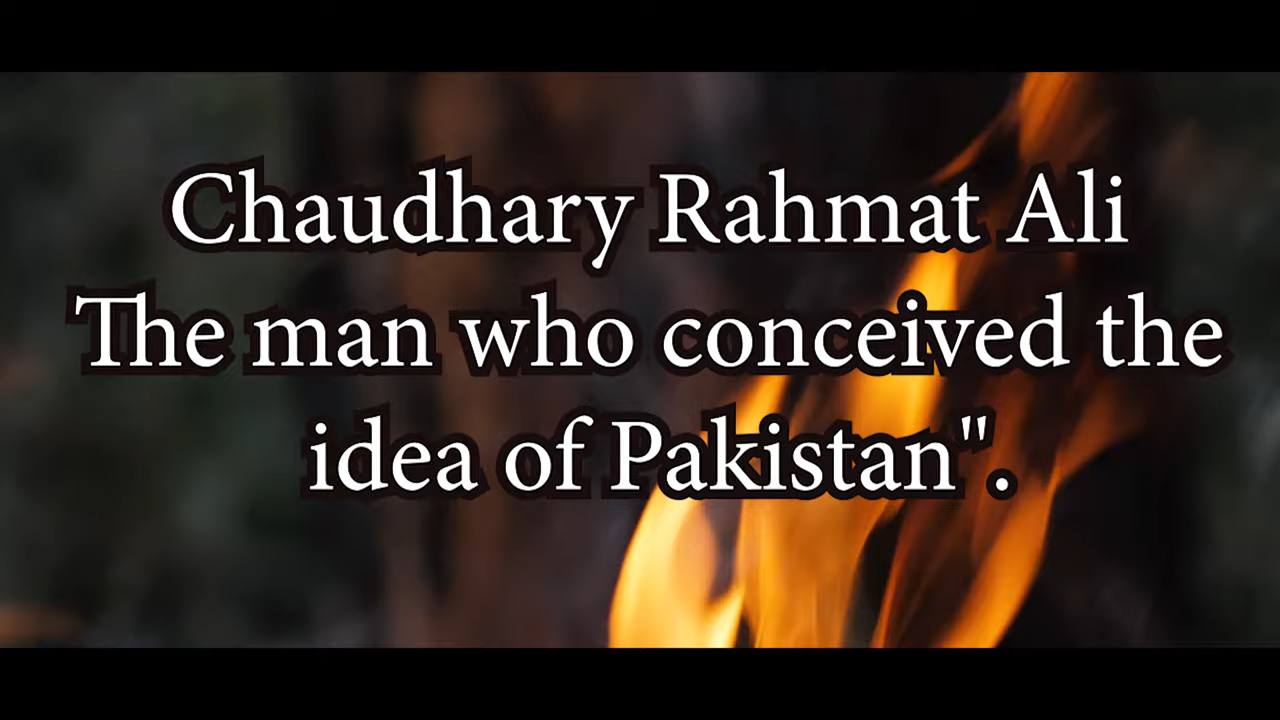 Chaudhary Rahmat Ali
The man who conceived the
idea of Pakistan".